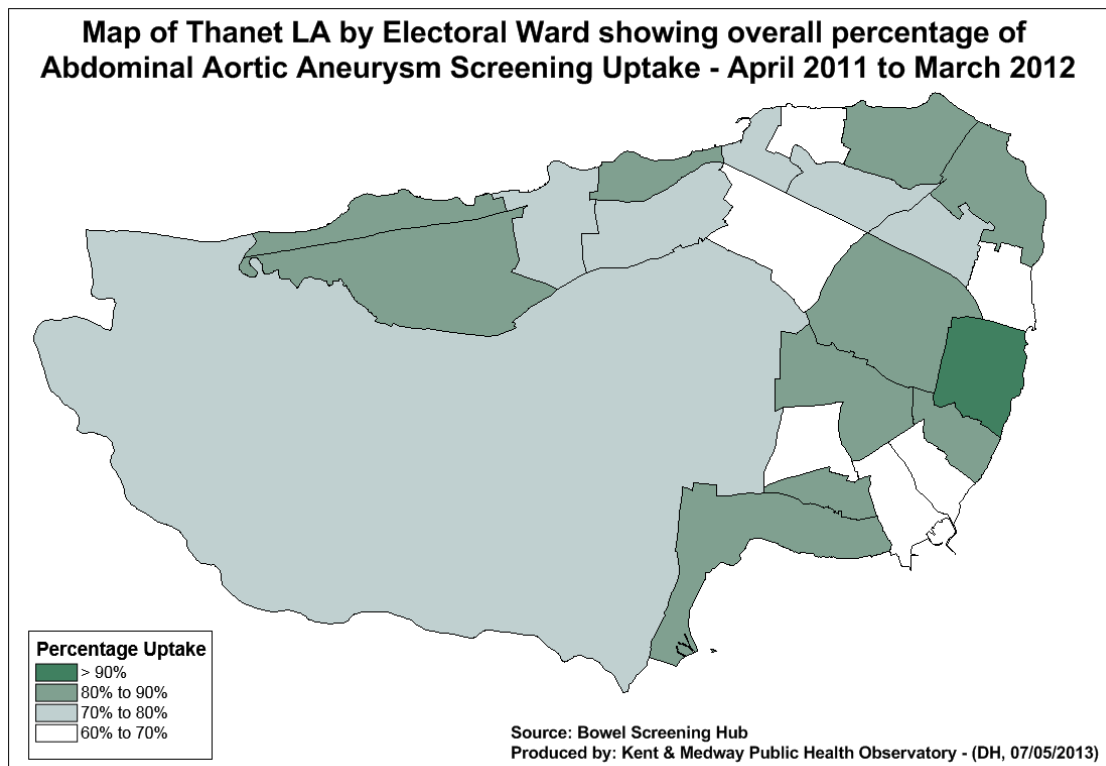 Map of Thanet LA by Electoral Ward showing overall percentage of
Abdominal Aortic Aneurysm Screening Uptake - April 2011 to March 2012
Percentage Uptake
> 90%
80% to 90%
70% to 80%
60% to 70%
Source: Bowel Screening Hub
Produced by: Kent & Medway Public Health Observatory - (DH, 07/05/2013)